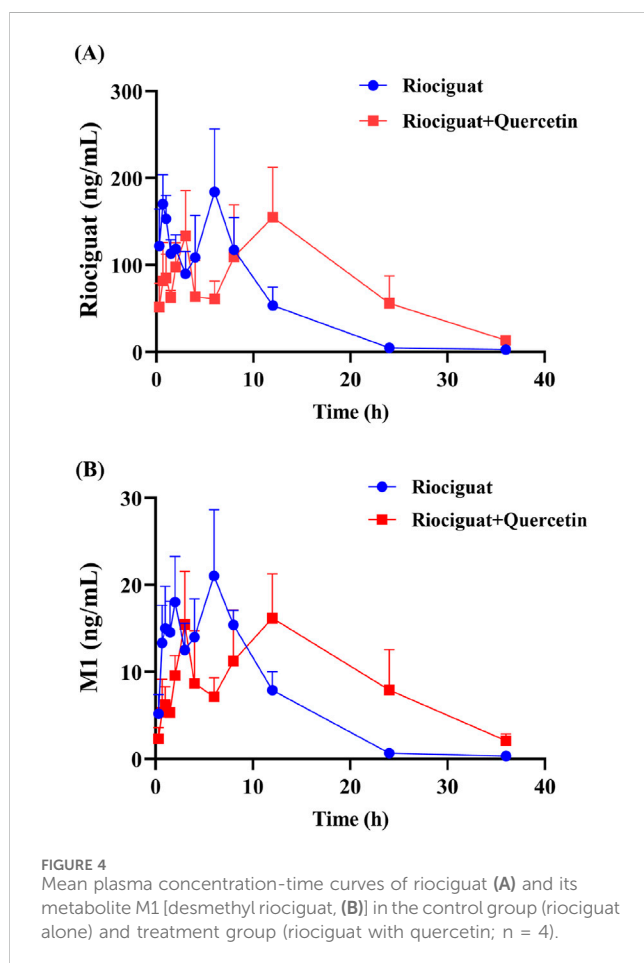 (A)
Riociguat
Riociguat+Quercetin
Riociguat (ng/mL)
300
200
100
0
0 10 20 30 40
Time (h)
(B)
Riociguat
Riociguat+Quercetin
M1 (ng/mL)
30
20
10
0
0 10 20 30 40
Time (h)
FIGURE 4
Mean plasma concentration-time curves of riociguat (A) and its
metabolite M1 [desmethyl riociguat, (B)] in the control group (riociguat
alone) and treatment group (riociguat with quercetin; n = 4).